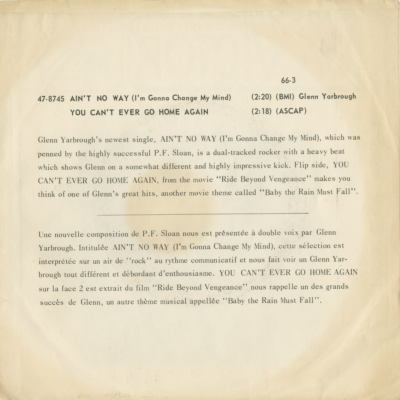 66-3
47-8745 AIN'T NO WAY (I'm Gonna Change My Mind) (2:20) (BMI) Glenn Yarbrough
YOU CAN'T EVER GO HOME AGAIN (2:18) (ASCAP)
Glenn Yarbrough's newest single, AIN'T NO WAY (I'm Gonna Change My Mind), which was
penned by the highly successful P.F. Sloan, is a dual-tracked rocker with a heavy beat
which shows Glenn on a somewhat different and highly impressive kick. Flip side, YOU
CAN'T EVER GO HOME AGAIN, from the movie "Ride Beyond Vengeance" makes you
think of one of Glenn's great hits, another movie theme called "Baby the Rain Must Fall".
Une nouvelle composition de P.F. Sloan nous est présentée à double voix par Glenn
Yarbrough. Intitulée AIN'T NO WAY (I'm Gonna Change My Mind), cette sélection est
interprétée sur un air de "rock" au rythme communicatif et nous fait voir un Glenn Yar-
brough tout différent et débordant d'enthousiasme. YOU CAN'T EVER GO HOME AGAIN
sur la face 2 est extrait du film "Ride Beyond Vengeance" nous rappelle un des grands
succès de Glenn, un autre thème musical appellée "Baby the Rain Must Fall".